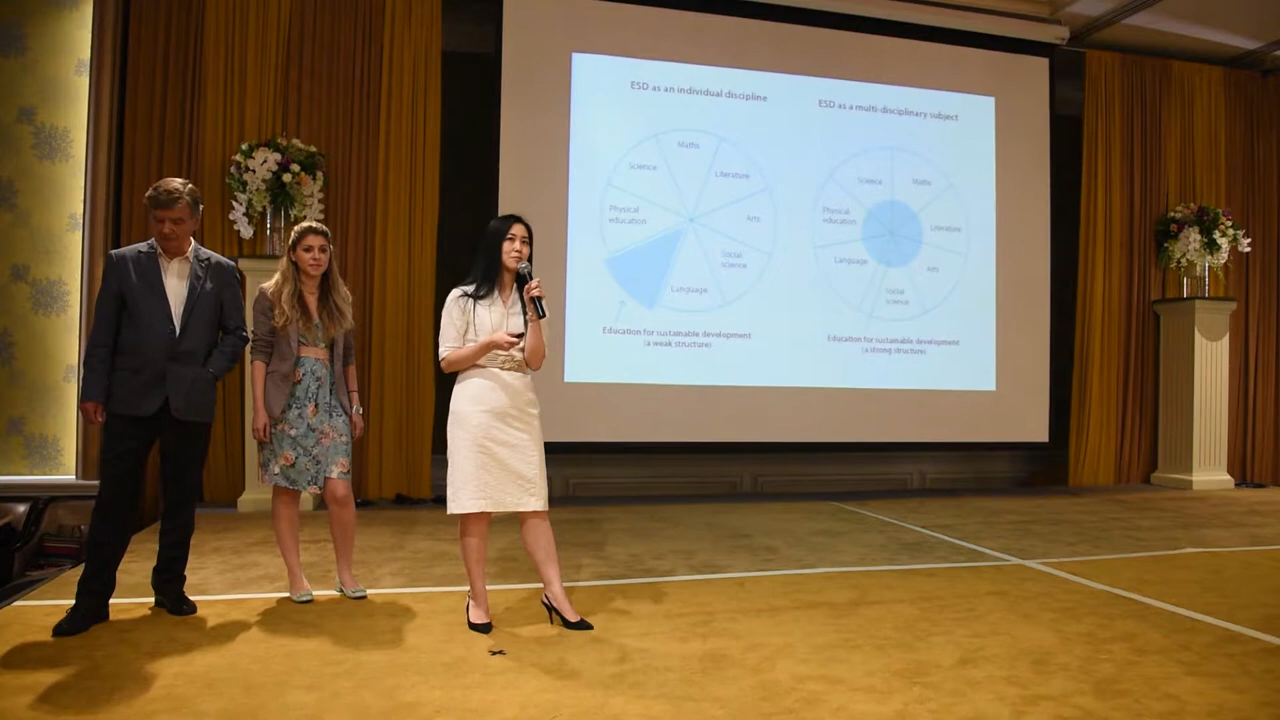 ESD as an individual discipline
Maths
Science
Literature
Physical
education
Arts
Social
science
Language
Education for sustainable development
(a weak structure)
ESD as a multi-disciplinary subject
Science
Maths
Physical
education
Literature
Language
Arts
Social
science
Education for sustainable development
(a strong structure)